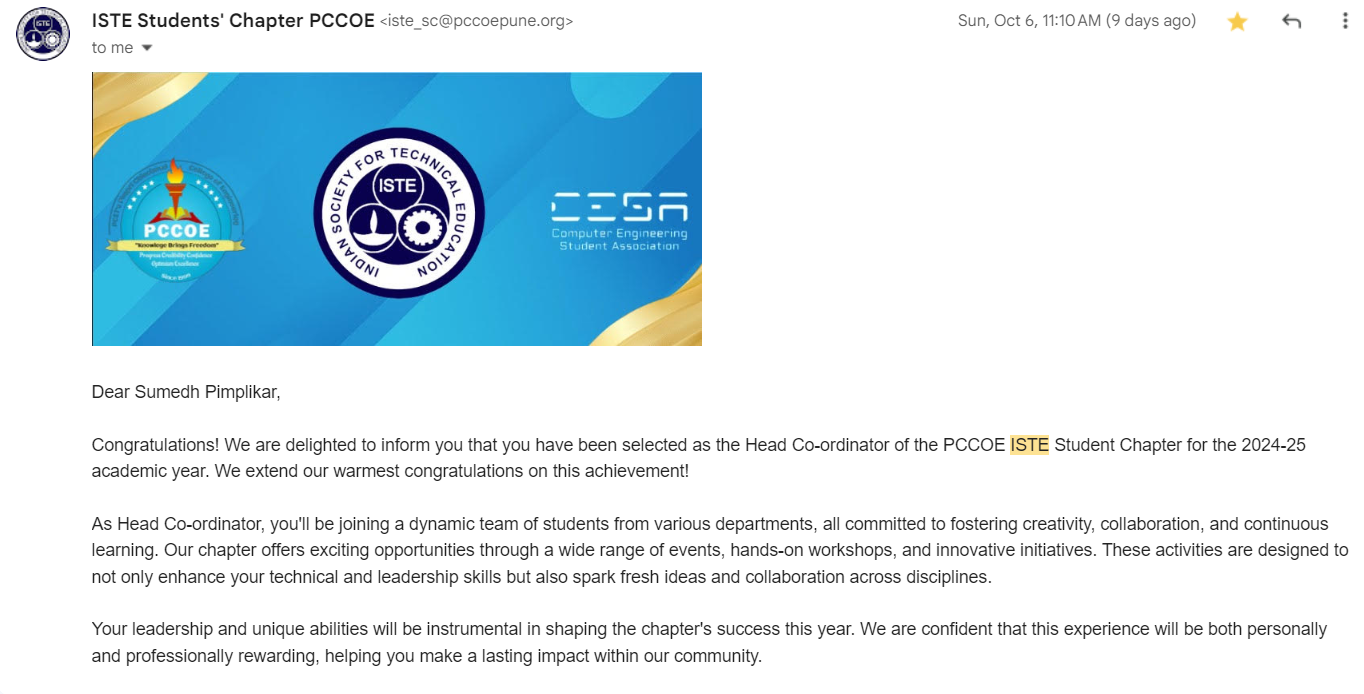 ISTE Students' Chapter PCCOE <iste_sc@pccoepune.org>
Sun, Oct 6, 11:10 AM (9 days ago)
to me
PCCOE
"Knowlege Brings Freedom"
Progress Credibility Confidence
Optimism Excellence
INDIAN SOCIETY FOR TECHNICAL EDUCATION
ISTE
CESA
Computer Engineering
Student Association
Dear Sumedh Pimplikar,
Congratulations! We are delighted to inform you that you have been selected as the Head Co-ordinator of the PCCOE ISTE Student Chapter for the 2024-25
academic year. We extend our warmest congratulations on this achievement!
As Head Co-ordinator, you'll be joining a dynamic team of students from various departments, all committed to fostering creativity, collaboration, and continuous
learning. Our chapter offers exciting opportunities through a wide range of events, hands-on workshops, and innovative initiatives. These activities are designed to
not only enhance your technical and leadership skills but also spark fresh ideas and collaboration across disciplines.
Your leadership and unique abilities will be instrumental in shaping the chapter's success this year. We are confident that this experience will be both personally
and professionally rewarding, helping you make a lasting impact within our community.